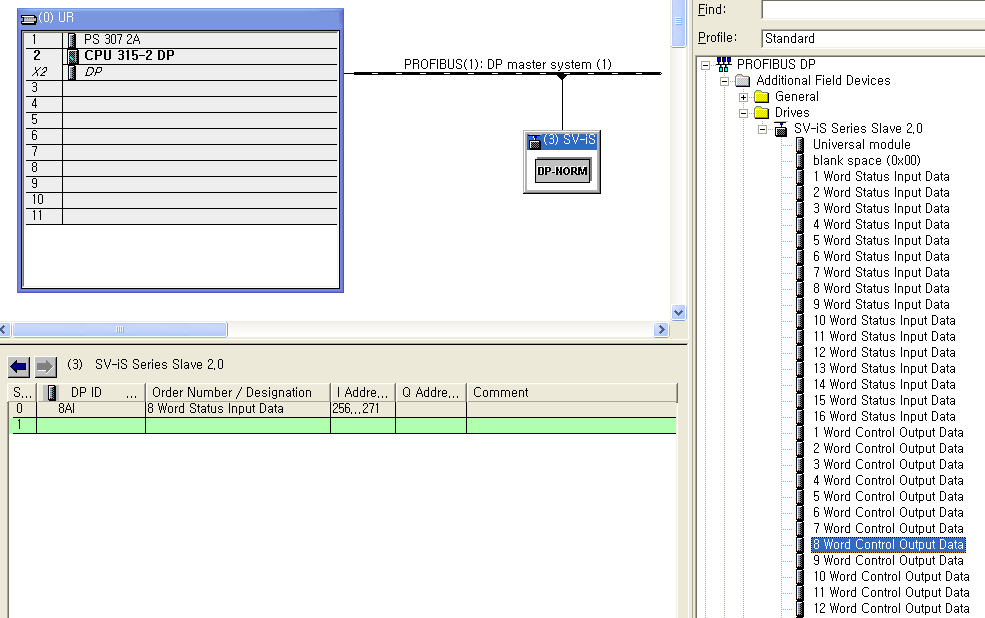 (0) UR
1 PS 307 2A
2 CPU 315-2 DP
X2 DP
3
4
5
6
7
8
9
10
11
PROFIBUS(1): DP master system (1)
(3) SV-iS
DP-NORM
(3) SV-iS Series Slave 2,0
S... DP ID ... Order Number / Designation I Addre... Q Addre... Comment
0 8AI 8 Word Status Input Data 256...271
1
Find:
Profile: Standard
PROFIBUS DP
Additional Field Devices
General
Drives
SV-iS Series Slave 2,0
Universal module
blank space (0x00)
1 Word Status Input Data
2 Word Status Input Data
3 Word Status Input Data
4 Word Status Input Data
5 Word Status Input Data
6 Word Status Input Data
7 Word Status Input Data
8 Word Status Input Data
9 Word Status Input Data
10 Word Status Input Data
11 Word Status Input Data
12 Word Status Input Data
13 Word Status Input Data
14 Word Status Input Data
15 Word Status Input Data
16 Word Status Input Data
1 Word Control Output Data
2 Word Control Output Data
3 Word Control Output Data
4 Word Control Output Data
5 Word Control Output Data
6 Word Control Output Data
7 Word Control Output Data
8 Word Control Output Data
9 Word Control Output Data
10 Word Control Output Data
11 Word Control Output Data
12 Word Control Output Data